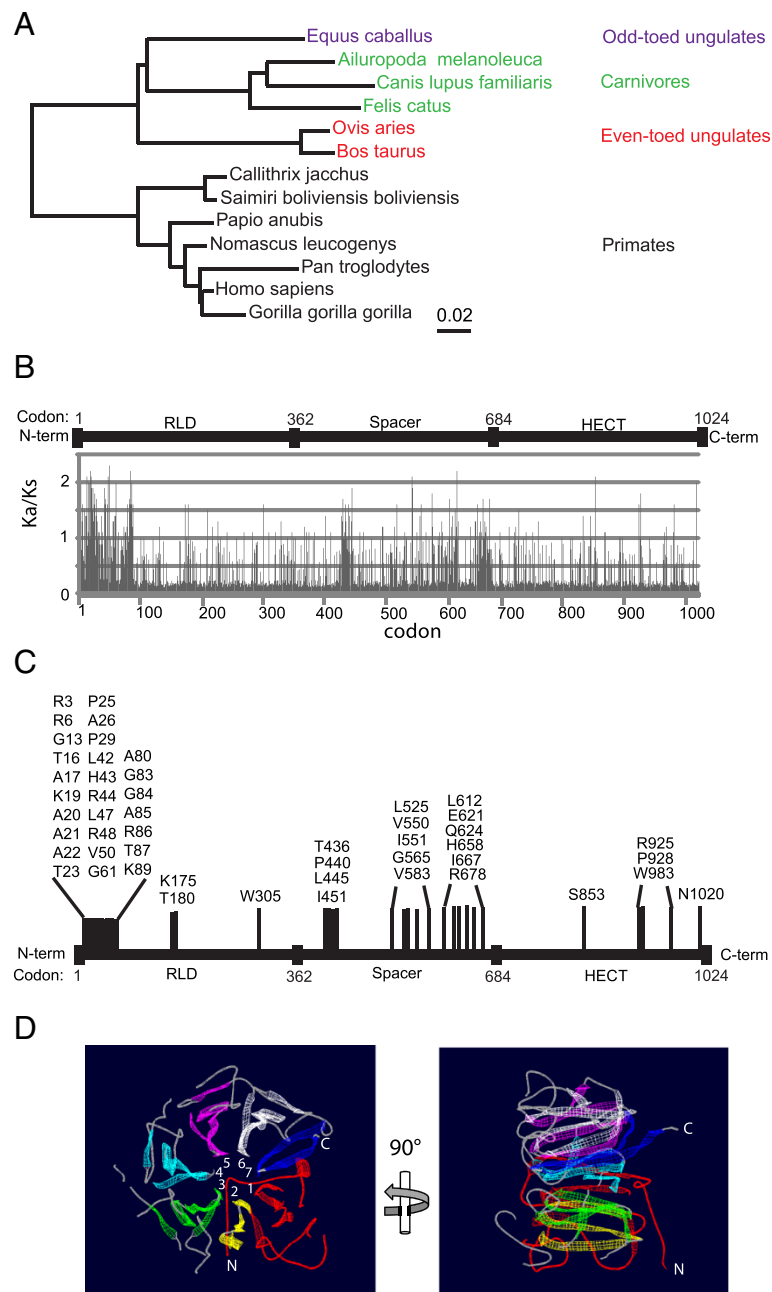 A
Equus caballus Odd-toed ungulates
Ailuropoda melanoleuca
Canis lupus familiaris Carnivores
Felis catus
Ovis aries Even-toed ungulates
Bos taurus
Callithrix jacchus
Saimiri boliviensis boliviensis
Papio anubis
Nomascus leucogenys Primates
Pan troglodytes
Homo sapiens
Gorilla gorilla gorilla 0.02
B
Codon: 1 RLD 362 Spacer 684 HECT 1024
N-term C-term
Ka/Ks
2
1
0
1 100 200 300 400 500 600 700 800 900 1000
codon
C
R3 P25
R6 A26
G13 P29
T16 L42 A80
A17 H43 G83
K19 R44 G84
A20 L47 A85
A21 R48 R86
A22 V50 T87
T23 G61 K89
K175
T180
W305
T436
P440
L445
I451
L525
V550
I551
G565
V583
L612
E621
Q624
H658
I667
R678
S853
R925
P928
W983
N1020
N-term C-term
Codon: 1 RLD 362 Spacer 684 HECT 1024
D
C
5 6
4 7
3 2 1
N
90°
C
N